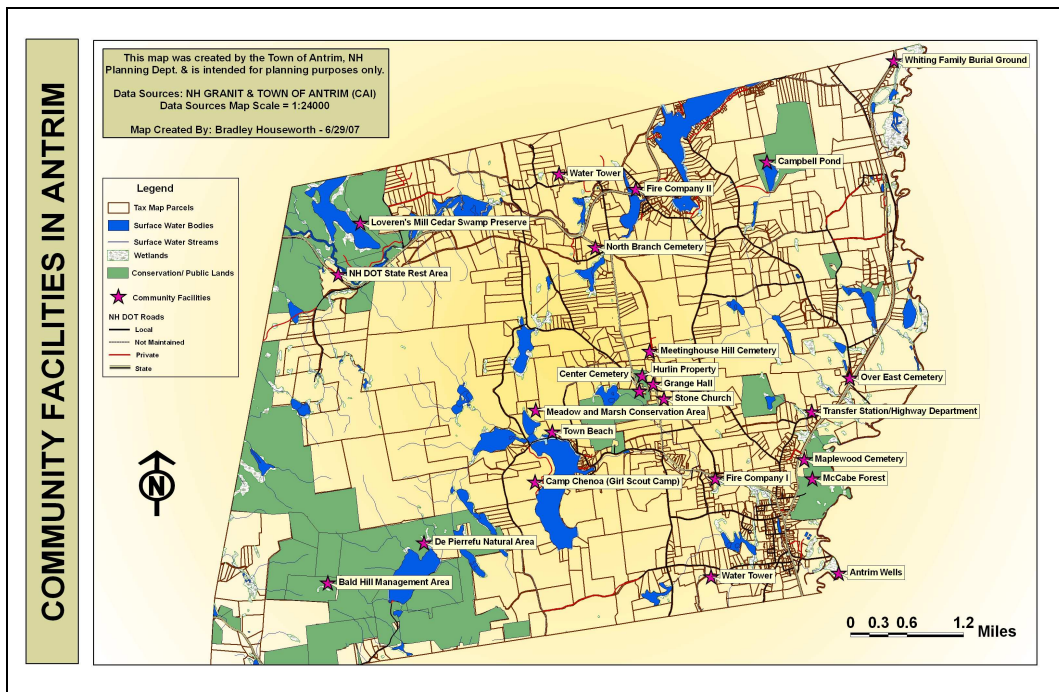 COMMUNITY FACILITIES IN ANTRIM
This map was created by the Town of Antrim, NH
Planning Dept. & is intended for planning purposes only.
Data Sources: NH GRANIT & TOWN OF ANTRIM (CAI)
Data Sources Map Scale = 1:24000
Map Created By: Bradley Houseworth - 6/29/07
Legend
Tax Map Parcels
Surface Water Bodies
Surface Water Streams
Wetlands
Conservation/ Public Lands
Community Facilities
NH DOT Roads
Local
Not Maintained
Private
State
N
Whiting Family Burial Ground
Campbell Pond
Water Tower
Fire Company II
Loveren's Mill Cedar Swamp Preserve
North Branch Cemetery
NH DOT State Rest Area
Meetinghouse Hill Cemetery
Hurlin Property
Center Cemetery
Over East Cemetery
Grange Hall
Stone Church
Meadow and Marsh Conservation Area
Transfer Station/Highway Department
Town Beach
Maplewood Cemetery
Camp Chenoa (Girl Scout Camp)
Fire Company I
McCabe Forest
De Pierrefu Natural Area
Bald Hill Management Area
Water Tower
Antrim Wells
0 0.3 0.6 1.2
Miles